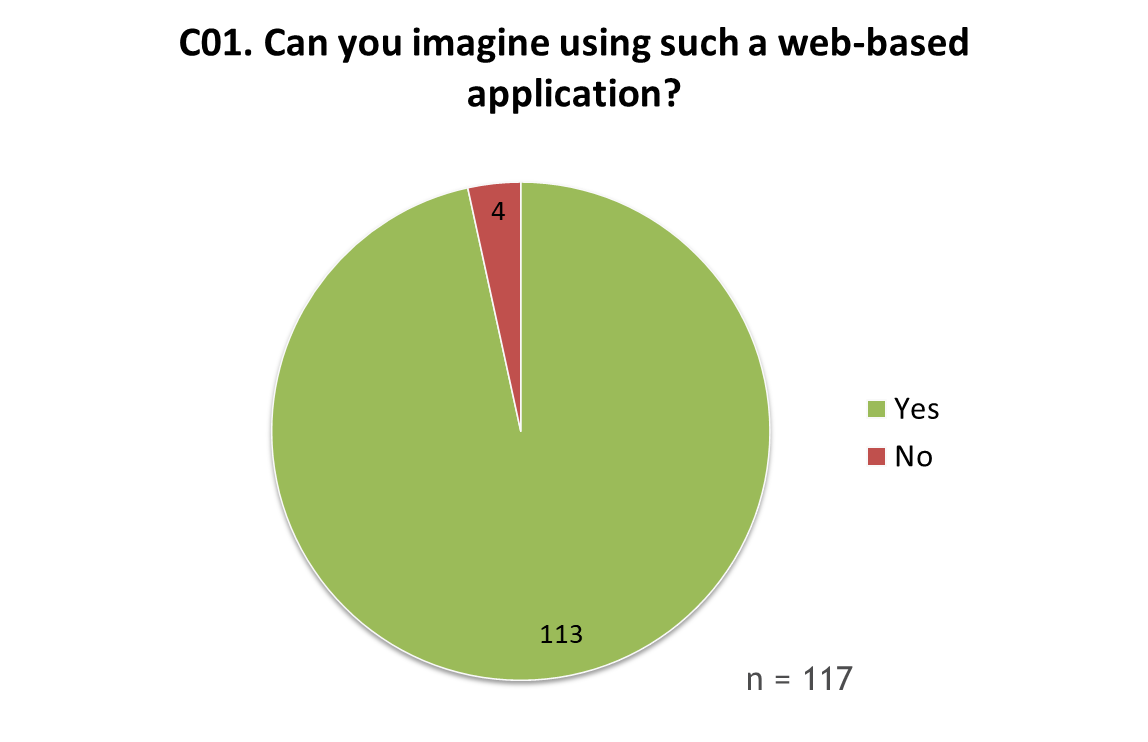 C01. Can you imagine using such a web-based
application?
4
Yes
No
113
n = 117